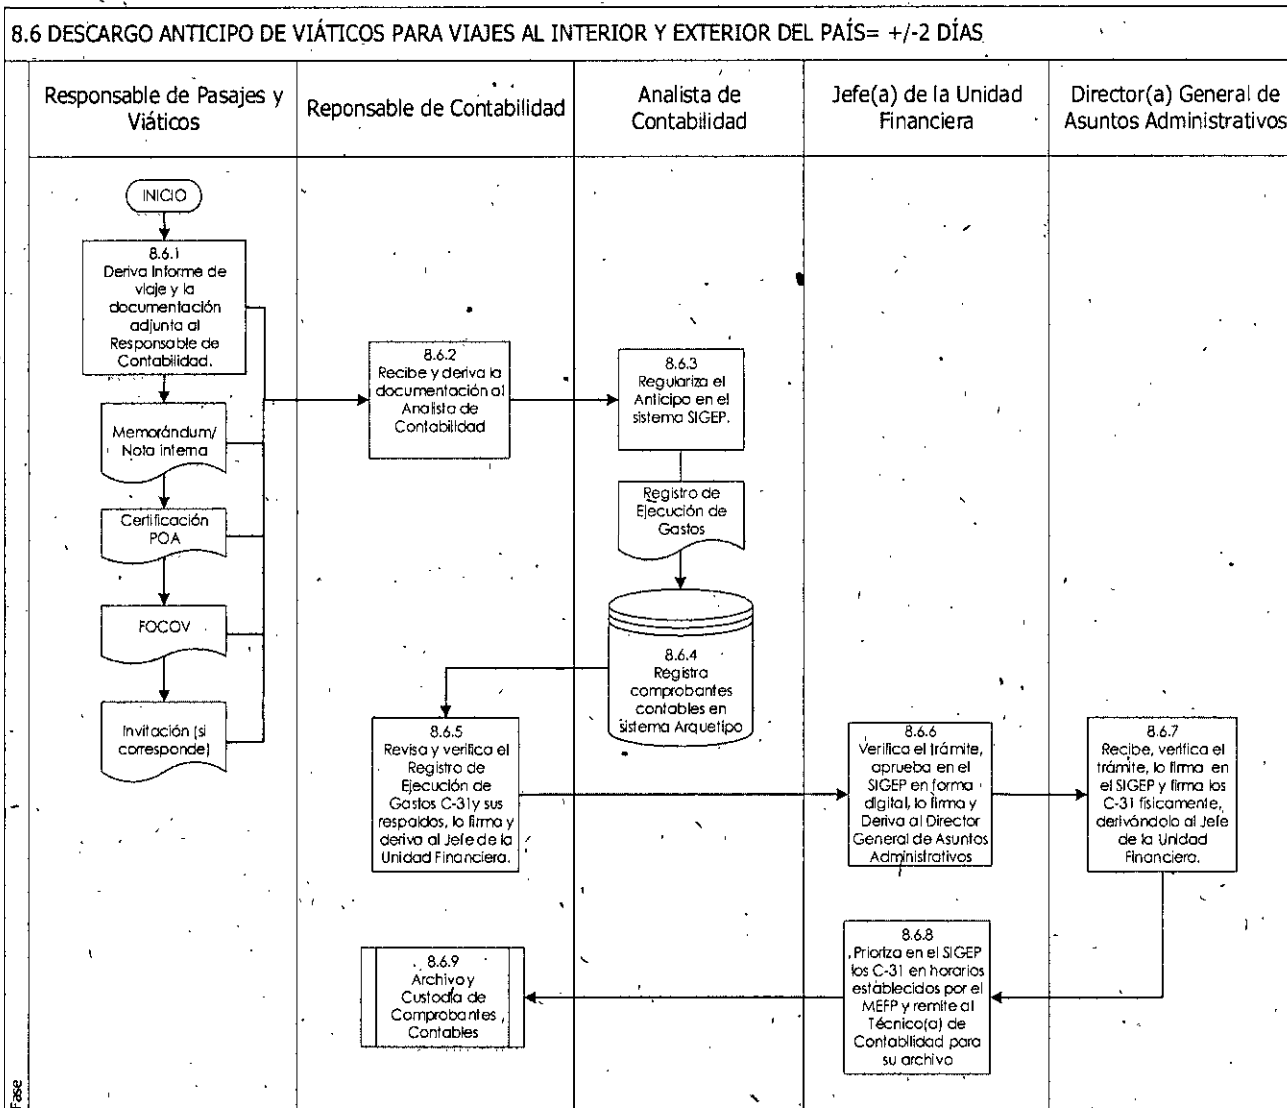 8.6 DESCARGO ANTICIPO DE VIÁTICOS PARA VIAJES AL INTERIOR Y EXTERIOR DEL PAÍS= +/-2 DÍAS
Responsable de Pasajes y
Viáticos
Reponsable de Contabilidad
Analista de
Contabilidad
Jefe(a) de la Unidad
Financiera
Director(a) General de
Asuntos Administrativos
INICIO
8.6.1
Deriva Informe de
viaje y la
documentación
adjunta al
Responsable de
Contabilidad.
Memorándum/
Nota interna
Certificación
POA
FOCOV
Invitación (si
corresponde)
8.6.2
Recibe y deriva la
documentación al
Analista de
Contabilidad
8.6.3
Regulariza el
Anticipo en el
sistema SIGEP.
Registro de
Ejecución de
Gastos
8.6.4
Registra
comprobantes
contables en
sistema Arquetipo
8.6.5
Revisa y verifica el
Registro de
Ejecución de
Gastos C-31y sus
respaldos, lo firma y
deriva al Jefe de la
Unidad Financiera.
8.6.6
Verifica el trámite,
aprueba en el
SIGEP en forma
digital, lo firma y
Deriva al Director
General de Asuntos
Administrativos
8.6.7
Recibe, verifica el
trámite, lo firma en
el SIGEP y firma los
C-31 físicamente,
derivándolo al Jefe
de la Unidad
Financiera.
8.6.8
Prioriza en el SIGEP
los C-31 en horarios
establecidos por el
MEFP y remite al
Técnico(a) de
Contabilidad para
su archivo
8.6.9
Archivo y
Custodia de
Comprobantes
Contables
Fase